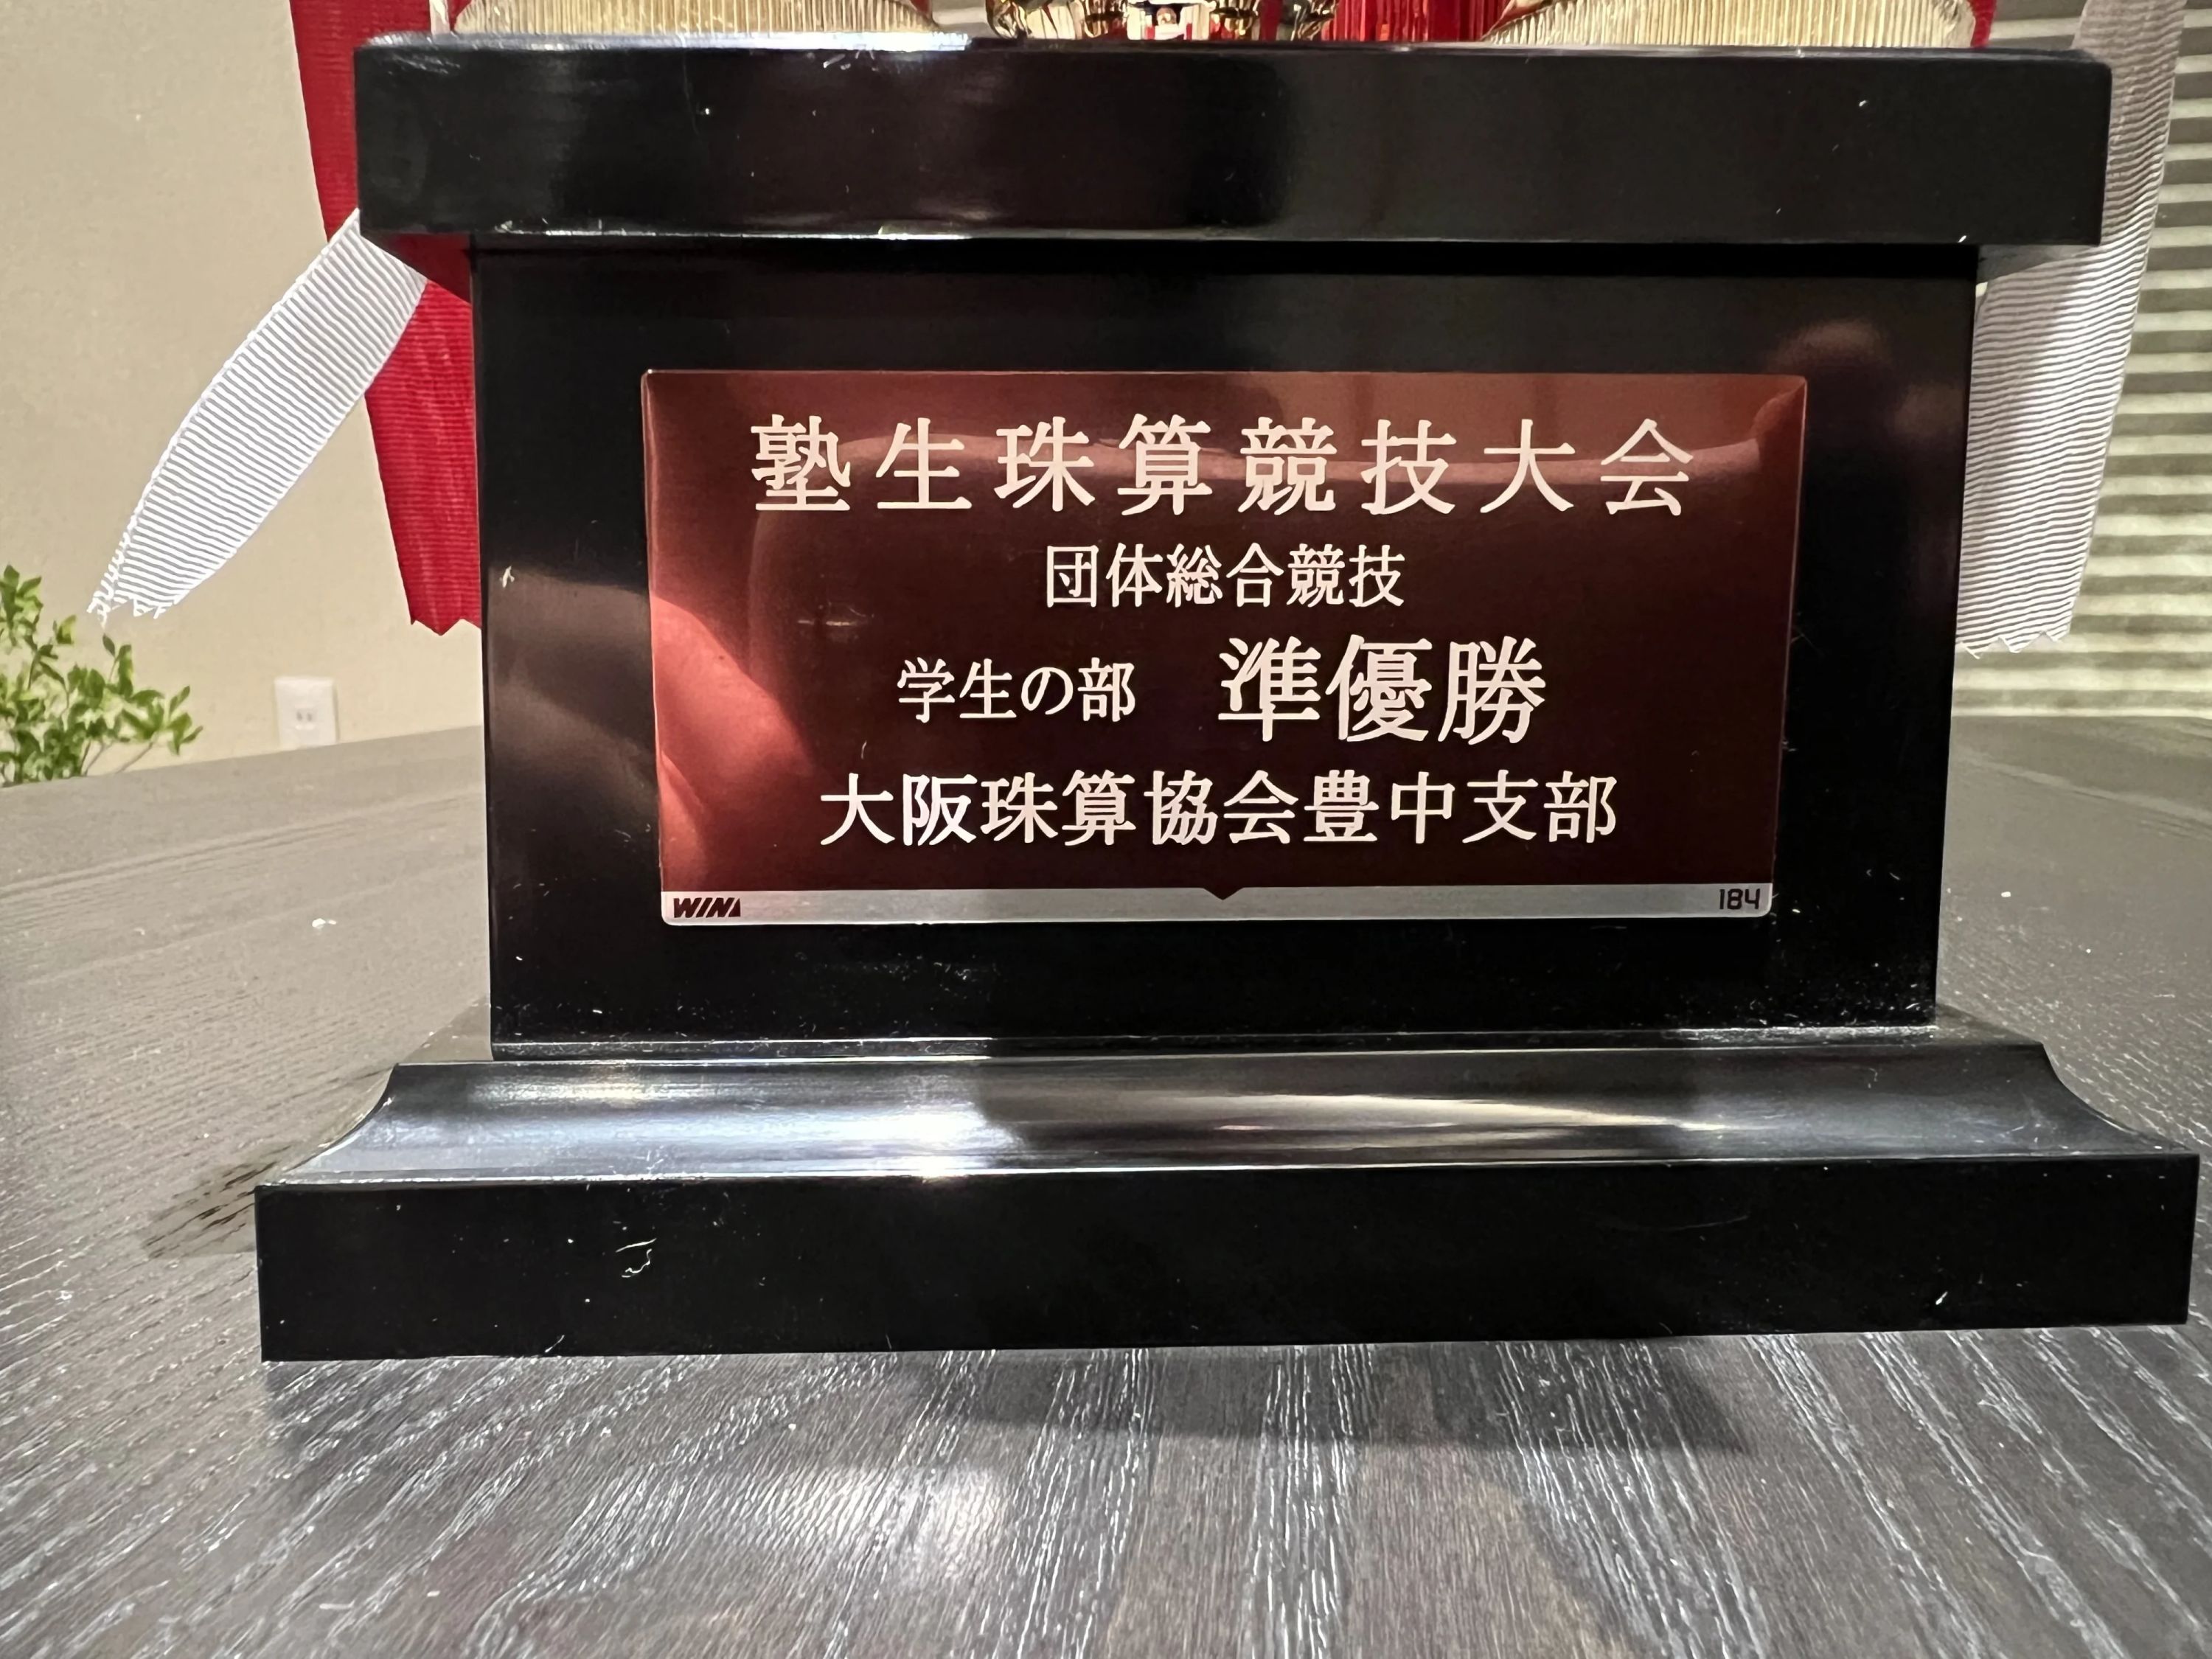 塾生珠算競技大会
団体総合競技
学生の部 準優勝
大阪珠算協会豊中支部
WIN 184